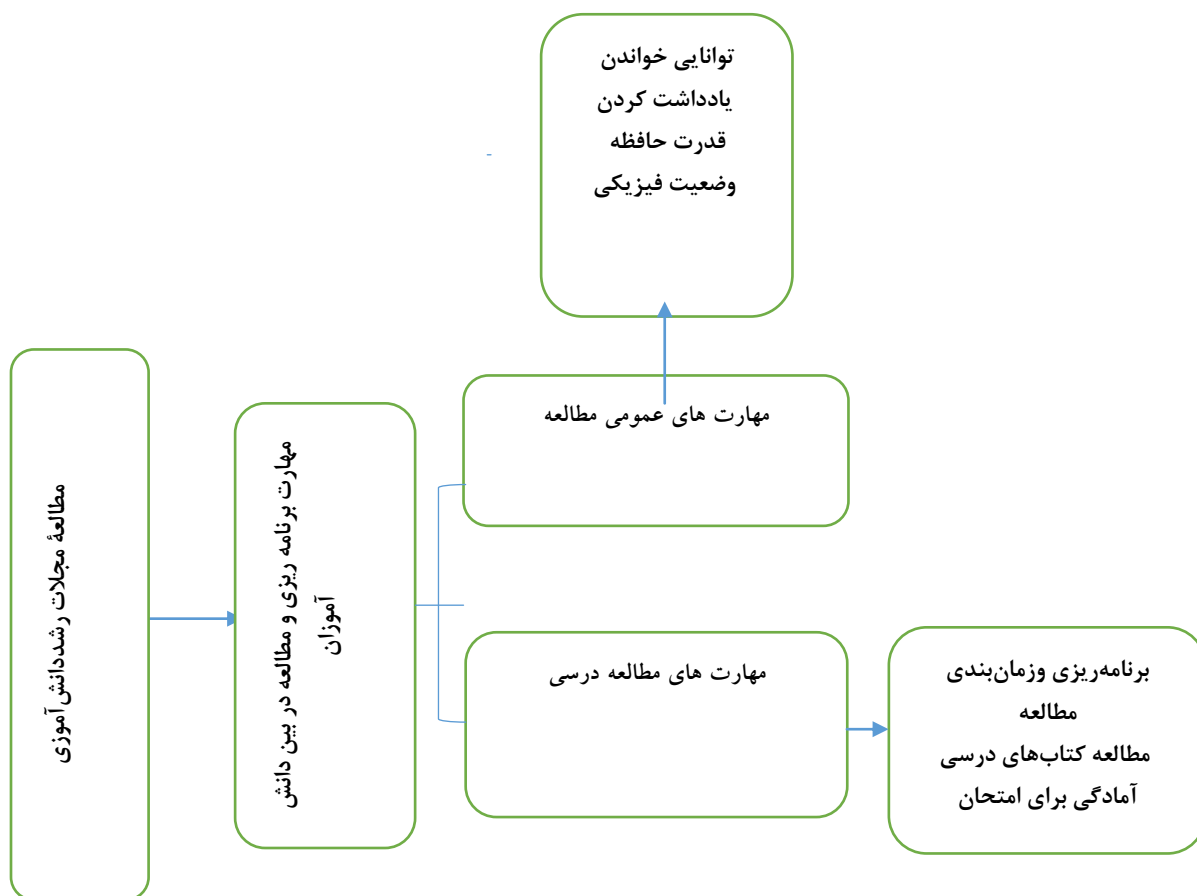 توانایی خواندن
یادداشت کردن
قدرت حافظه
وضعیت فیزیکی
مهارت های عمومی مطالعه
مطالعۀ مجلات رشددانش‌آموزی
مهارت برنامه ریزی و مطالعه در بین دانش
آموزان
مهارت های مطالعه درسی
برنامه‌ریزی وزمان‌بندی
مطالعه
مطالعه کتاب‌های درسی
آمادگی برای امتحان